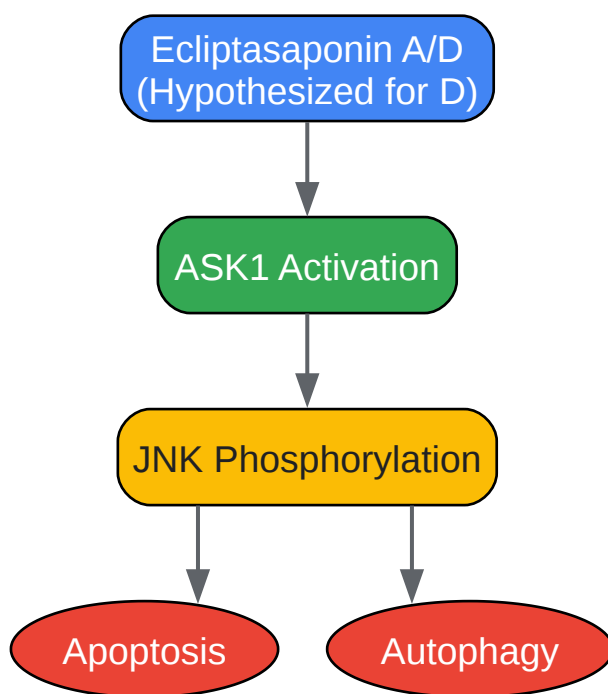 Ecliptasaponin A/D
(Hypothesized for D)
ASK1 Activation
JNK Phosphorylation
Apoptosis
Autophagy